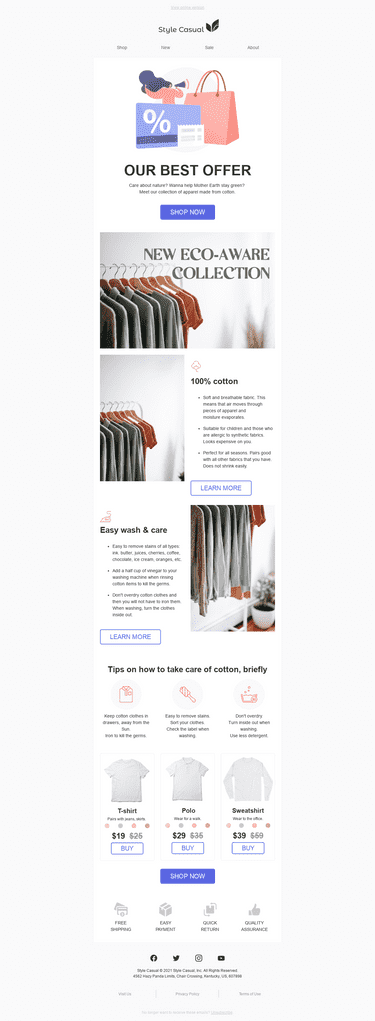 Style Casual
Shop
New
Sale
About
%
OUR BEST OFFER
Care about nature? Wanna help Mother Earth stay green?
Meet our collection of apparel made from cotton.
SHOP NOW
NEW ECO-AWARE
COLLECTION
100% cotton
Soft and breathable fabric. This
means that air moves through
pieces of apparel and
moisture evaporates.
Suitable for children and those who
are allergic to synthetic fabrics.
Looks expensive on you.
Perfect for all seasons. Pairs good
with all other fabrics that you have.
Does not shrink easily.
LEARN MORE
Easy wash & care
Easy to remove stains of all types:
ink, butter, juices, cherries, coffee,
chocolate, ice cream, oranges, etc.
Add a half cup of vinegar to your
washing machine when rinsing
cotton items to kill the germs.
Don't overdry cotton clothes and
then you will not have to iron them.
When washing, turn the clothes
inside out.
LEARN MORE
Tips on how to take care of cotton, briefly
Keep cotton clothes in
drawers, away from the
Sun.
Iron to kill the germs.
Easy to remove stains.
Sort your clothes.
Check the label when
washing.
Don't overdry.
Turn inside out when
washing.
Use less detergent.
T-shirt
Pairs with jeans, skirts.
$19 $25
BUY
Polo
Wear for a walk.
$29 $35
BUY
Sweatshirt
Wear to the office.
$39 $59
BUY
SHOP NOW
FREE
SHIPPING
EASY
PAYMENT
QUICK
RETURN
QUALITY
ASSURANCE
Style Casual © 2021 Style Casual, Inc. All Rights Reserved.
4562 Hazy Panda Limits, Chair Crossing, Kentucky, US, 607898
Visit Us
Privacy Policy
Terms of Use